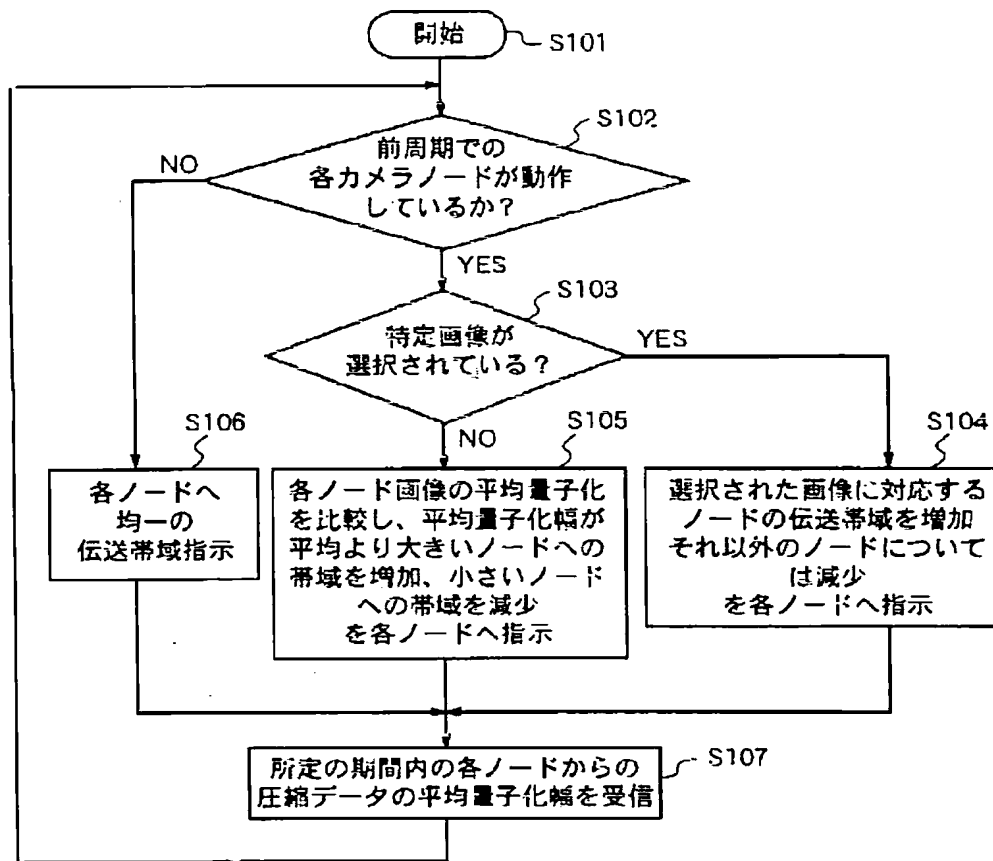 開始
S101
S102
前周期での
各カメラノードが動作
しているか？
NO
YES
S103
特定画像が
選択されている？
YES
NO
S106
各ノードへ
均一の
伝送帯域指示
S105
各ノード画像の平均量子化
を比較し、平均量子化幅が
平均より大きいノードへの
帯域を増加、小さいノード
への帯域を減少
を各ノードへ指示
S104
選択された画像に対応する
ノードの伝送帯域を増加
それ以外のノードについて
は減少
を各ノードへ指示
S107
所定の期間内の各ノードからの
圧縮データの平均量子化幅を受信